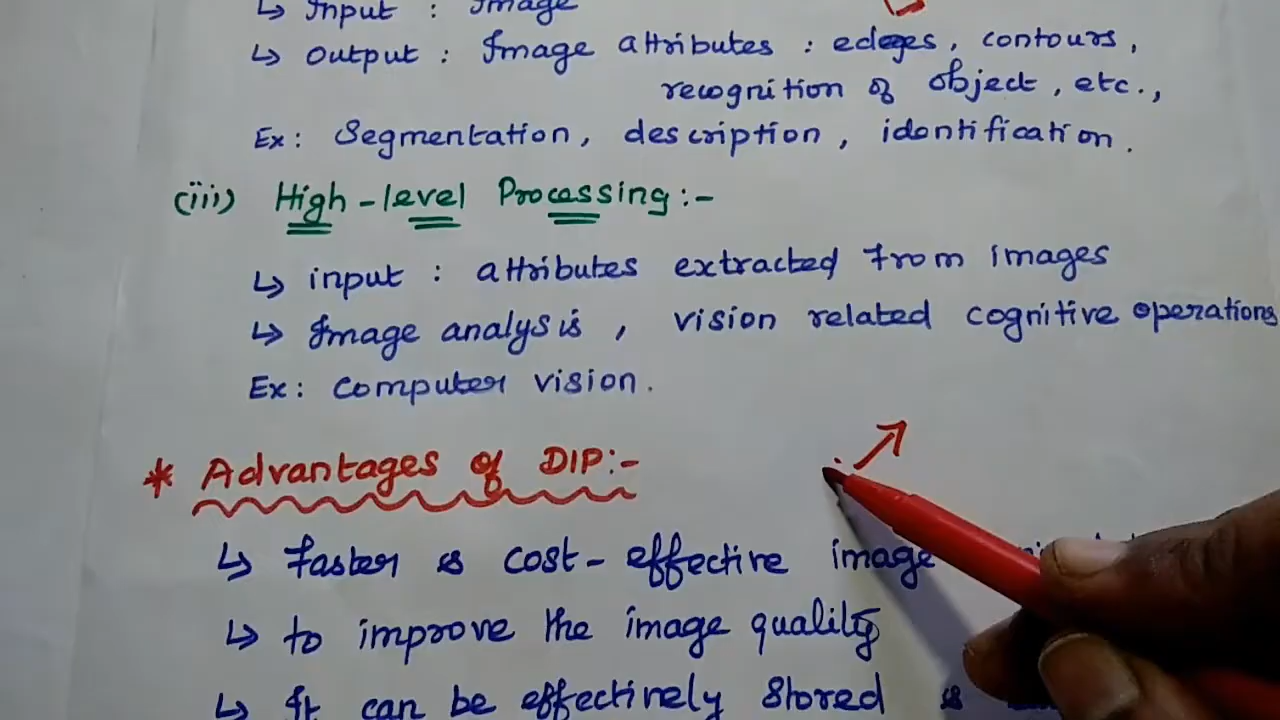 ↳ Input : Image
↳ Output : Image attributes : edges, contours,
recognition of object, etc.,
Ex: Segmentation, description, identification.
(iii) High-level Processing:-
↳ input : attributes extracted from images
↳ Image analysis, vision related cognitive operations
Ex: Computer vision.
* Advantages of DIP:-
↳ Faster & cost-effective image
↳ to improve the image quality
↳ It can be effectively stored &